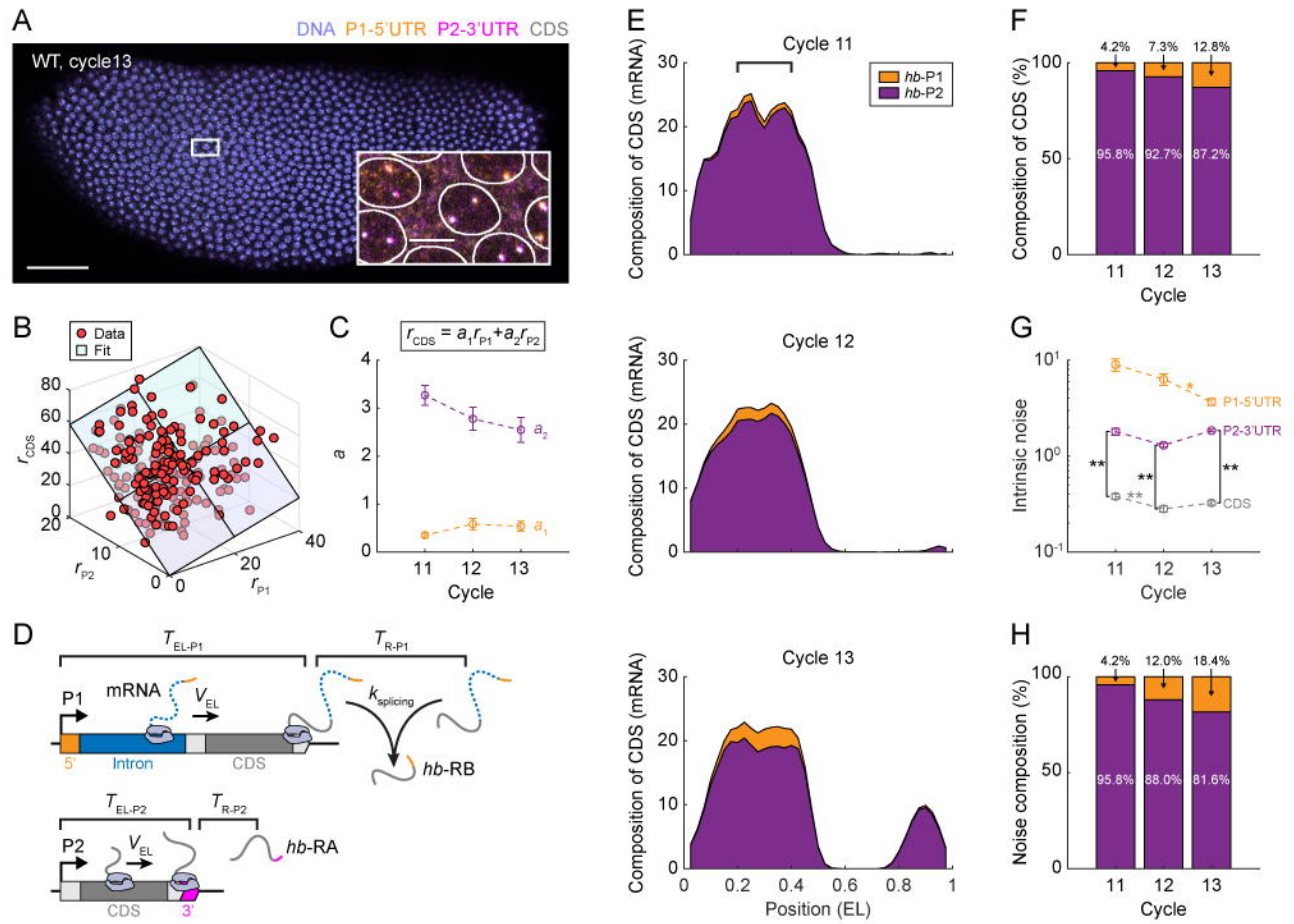 A
DNA P1-5'UTR P2-3'UTR CDS
WT, cycle13
B
Data
Fit
r_CDS
80
60
40
20
0
20
10
0
r_P2
0
20
40
r_P1
C
r_CDS = a_1r_P1+a_2r_P2
a
4
3
2
1
0
a_2
a_1
11 12 13
Cycle
D
T_EL-P1
T_R-P1
P1
mRNA
V_EL
k_splicing
5'
Intron
CDS
hb-RB
T_EL-P2
T_R-P2
P2
V_EL
hb-RA
CDS
3'
E
Cycle 11
hb-P1
hb-P2
Composition of CDS (mRNA)
30
20
10
0
Cycle 12
Composition of CDS (mRNA)
30
20
10
0
Cycle 13
Composition of CDS (mRNA)
30
20
10
0
0 0.2 0.4 0.6 0.8 1
Position (EL)
F
4.2% 7.3% 12.8%
Composition of CDS (%)
100
50
0
95.8% 92.7% 87.2%
11 12 13
Cycle
G
Intrinsic noise
10^1
10^0
10^-1
*
P1-5'UTR
P2-3'UTR
** ** **
**
CDS
11 12 13
Cycle
H
4.2% 12.0% 18.4%
Noise composition (%)
100
50
0
95.8% 88.0% 81.6%
11 12 13
Cycle